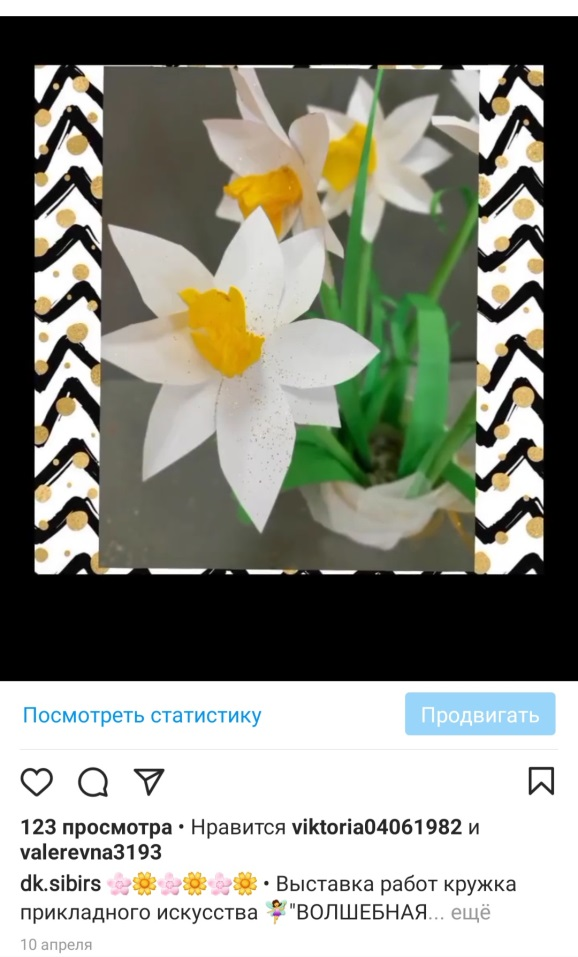 Посмотреть статистику
Продвигать
123 просмотра • Нравится viktoria04061982 и
valerevna3193
dk.sibirs 🌸🌼🌸🌼🌸🌼 • Выставка работ кружка
прикладного искусства 🧚‍♀️"ВОЛШЕБНАЯ... ещё
10 апреля